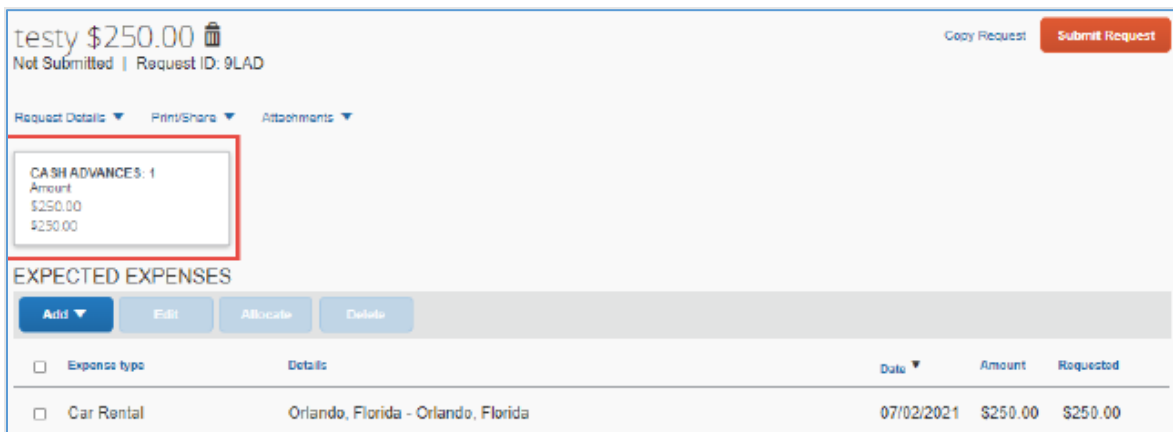 testy $250.00
Copy Request
Submit Request
Not Submitted | Request ID: 9LAD
Request Details ▼ Print/Share ▼ Attachments ▼
CASH ADVANCES: 1
Amount
$250.00
$250.00
EXPECTED EXPENSES
Add ▼ Edit Allocate Delete
Expense type Details Date ▼ Amount Requested
Car Rental Orlando, Florida - Orlando, Florida 07/02/2021 $250.00 $250.00